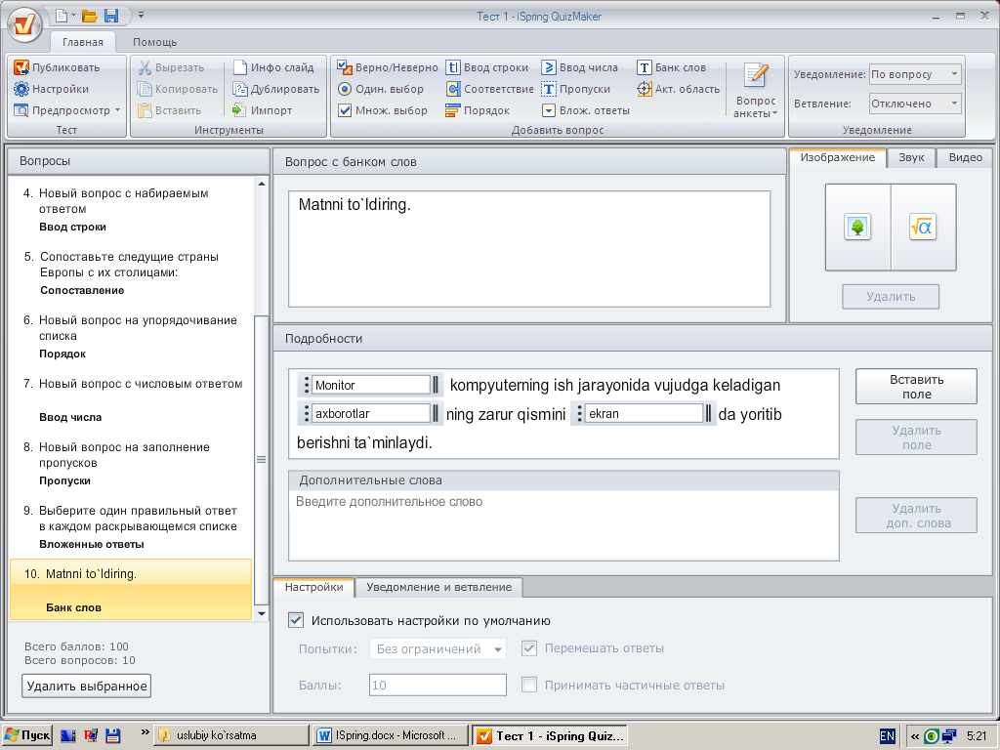 Тест 1 - iSpring QuizMaker
Главная Помощь
Публиковать Вырезать Инфо слайд Верно/Неверно Ввод строки Ввод числа Банк слов Уведомление: По вопросу
Настройки Копировать Дублировать Один. выбор Соответствие Пропуски Акт. область Вопрос анкеты
Предпросмотр Вставить Импорт Множ. выбор Порядок Влож. ответы Ветвление: Отключено
Тест Инструменты Добавить вопрос Уведомление
Вопросы
4. Новый вопрос с набираемым
ответом
Ввод строки
5. Сопоставьте следущие страны
Европы с их столицами:
Сопоставление
6. Новый вопрос на упорядочивание
списка
Порядок
7. Новый вопрос с числовым ответом
Ввод числа
8. Новый вопрос на заполнение
пропусков
Пропуски
9. Выберите один правильный ответ
в каждом раскрывающемся списке
Вложенные ответы
10. Matnni to`ldiring.
Банк слов
Всего баллов: 100
Всего вопросов: 10
Удалить выбранное
Вопрос с банком слов
Matnni to`ldiring.
Изображение Звук Видео
Удалить
Подробности
Monitor kompyuterning ish jarayonida vujudga keladigan
axborotlar ning zarur qismini ekran da yoritib
berishni ta`minlaydi.
Вставить
поле
Удалить
поле
Дополнительные слова
Введите дополнительное слово
Удалить
доп. слова
Настройки Уведомление и ветвление
Использовать настройки по умолчанию
Попытки: Без ограничений Перемешать ответы
Баллы: 10 Принимать частичные ответы
Пуск » uslubiy ko`rsatma ISpring.docx - Microsoft ... Тест 1 - iSpring Quiz... EN « 5:21